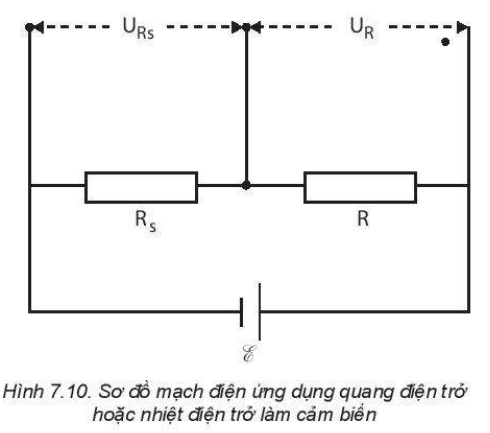 U_Rs U_R
R_s R
ℰ
Hình 7.10. Sơ đồ mạch điện ứng dụng quang điện trở
hoặc nhiệt điện trở làm cảm biến